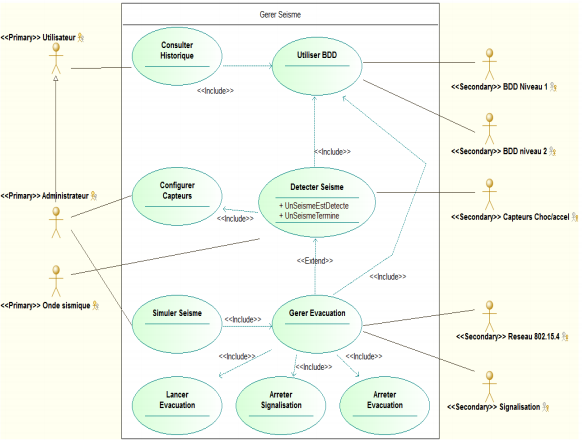 Gerer Seisme
<<Primary>> Utilisateur
Consulter
Historique
Utiliser BDD
<<Include>>
<<Secondary>> BDD Niveau 1
<<Secondary>> BDD niveau 2
<<Include>>
<<Primary>> Administrateur
Configurer
Capteurs
Detecter Seisme
+ UnSeismeEstDetecte
+ UnSeismeTermine
<<Include>>
<<Include>>
<<Secondary>> Capteurs Choc/accel
<<Extend>>
<<Primary>> Onde sismique
Simuler Seisme
<<Include>>
Gerer Evacuation
<<Secondary>> Reseau 802.15.4
<<Include>>
<<Include>>
<<Include>>
Lancer
Evacuation
Arreter
Signalisation
Arreter
Evacuation
<<Secondary>> Signalisation